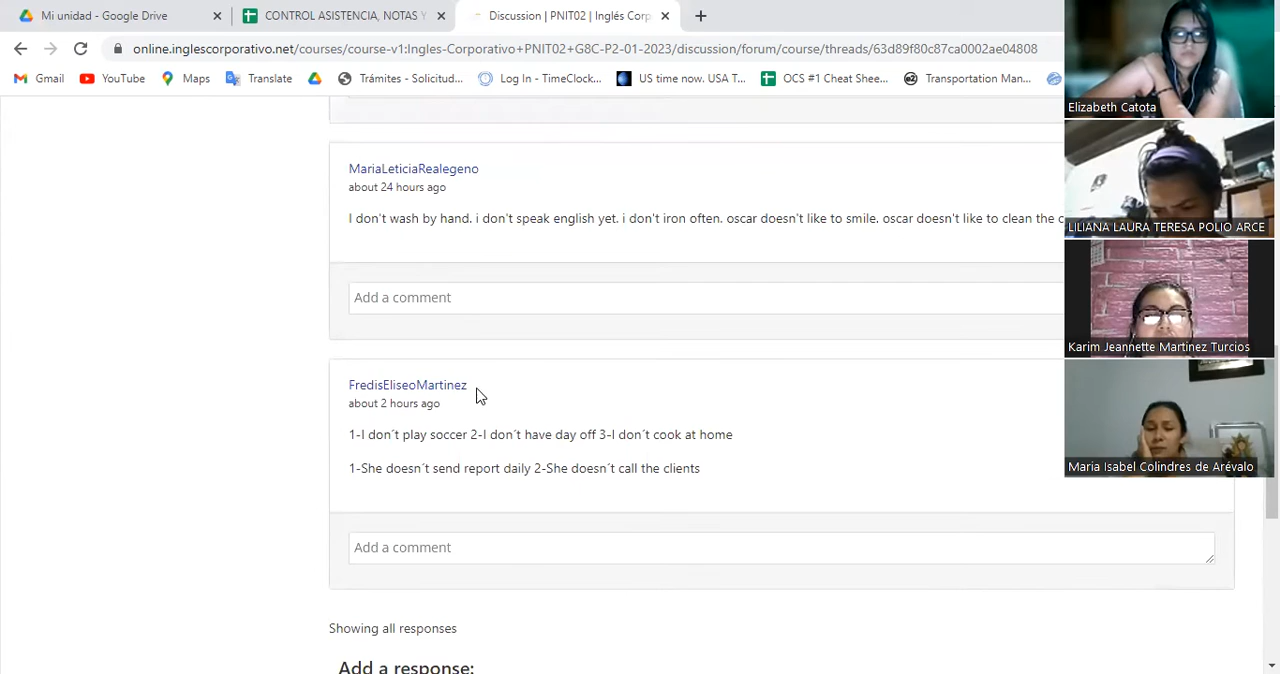 Mi unidad - Google Drive
CONTROL ASISTENCIA, NOTAS Y
Discussion | PNIT02 | Inglés Corp
online.inglescorporativo.net/courses/course-v1:Ingles-Corporativo+PNIT02+G8C-P2-01-2023/discussion/forum/course/threads/63d89f80c87ca0002ae04808
Gmail
YouTube
Maps
Translate
Trámites - Solicitud...
Log In - TimeClock...
US time now. USA T...
OCS #1 Cheat Shee...
Transportation Man...
Elizabeth Catota
LILIANA LAURA TERESA POLIO ARCE
Karim Jeannette Martinez Turcios
Maria Isabel Colindres de Arévalo
MariaLeticiaRealegeno
about 24 hours ago
I don't wash by hand. i don't speak english yet. i don't iron often. oscar doesn't like to smile. oscar doesn't like to clean the
Add a comment
FredisEliseoMartinez
about 2 hours ago
1-I don´t play soccer 2-I don´t have day off 3-I don´t cook at home
1-She doesn´t send report daily 2-She doesn´t call the clients
Add a comment
Showing all responses
Add a response: